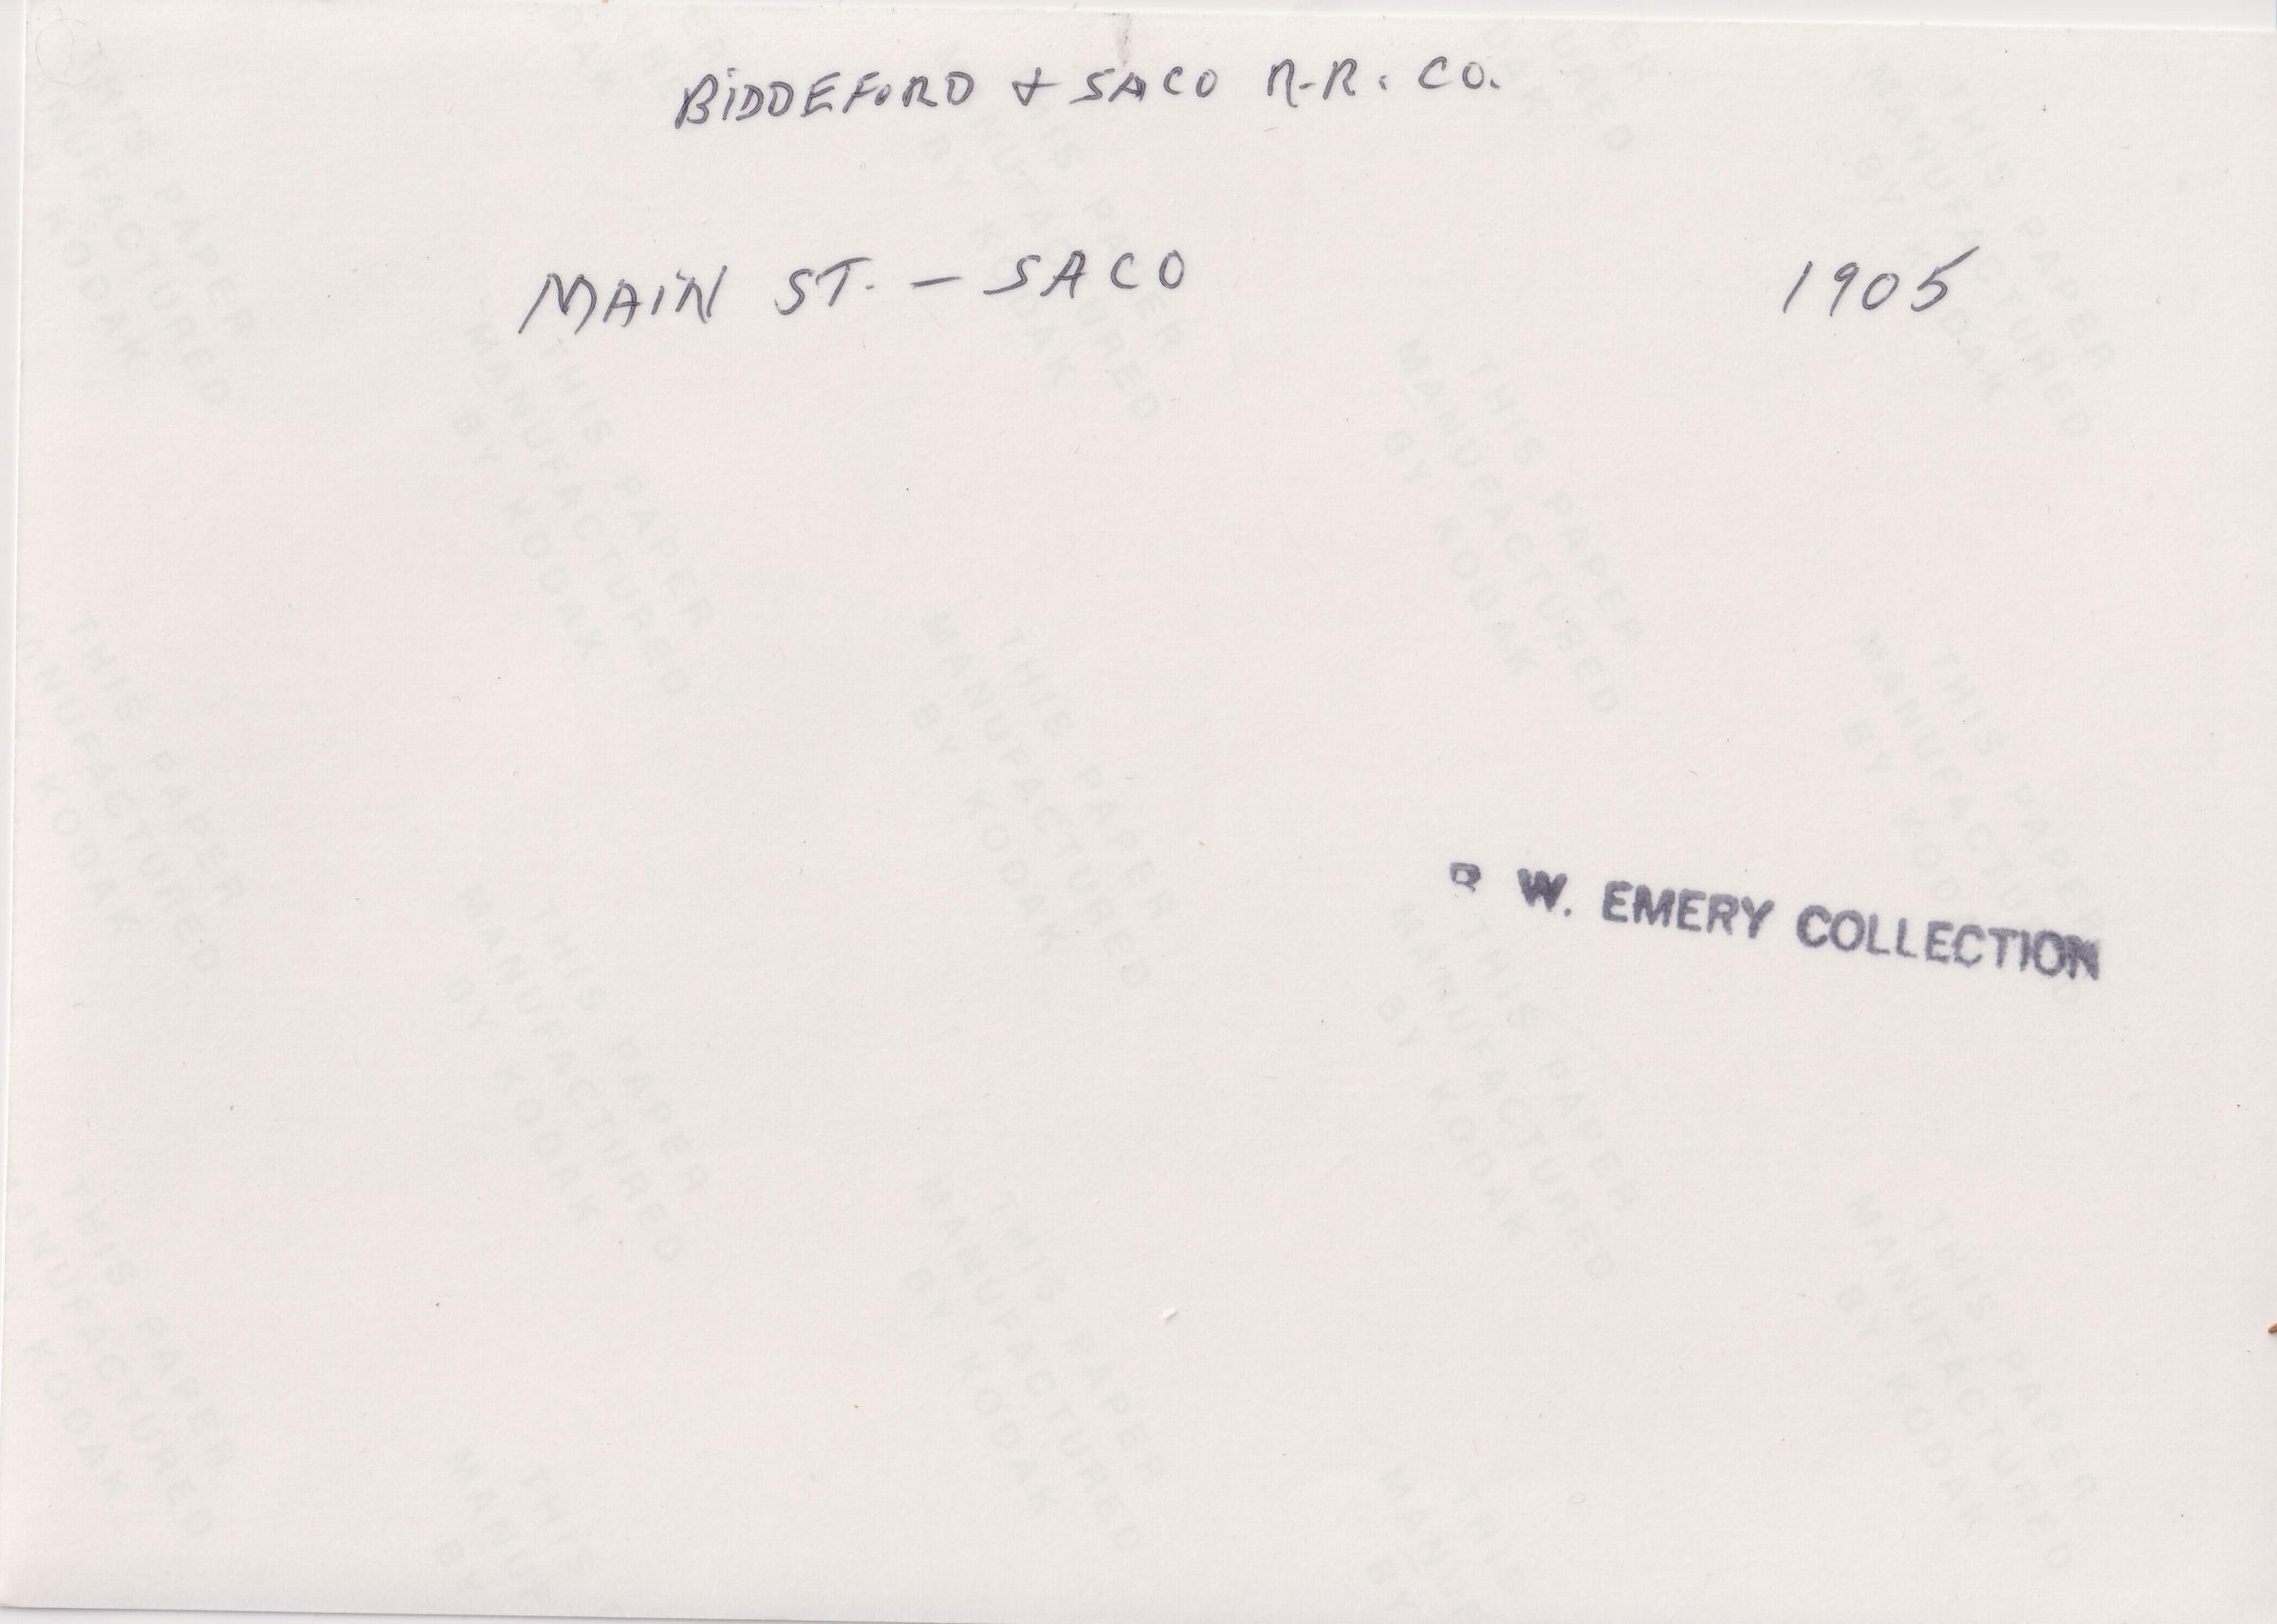 BIDDEFORD + SACO R.R. CO.
MAIN ST. - SACO 1905
W. EMERY COLLECTION
THIS PAPER
MANUFACTURED
BY KODAK